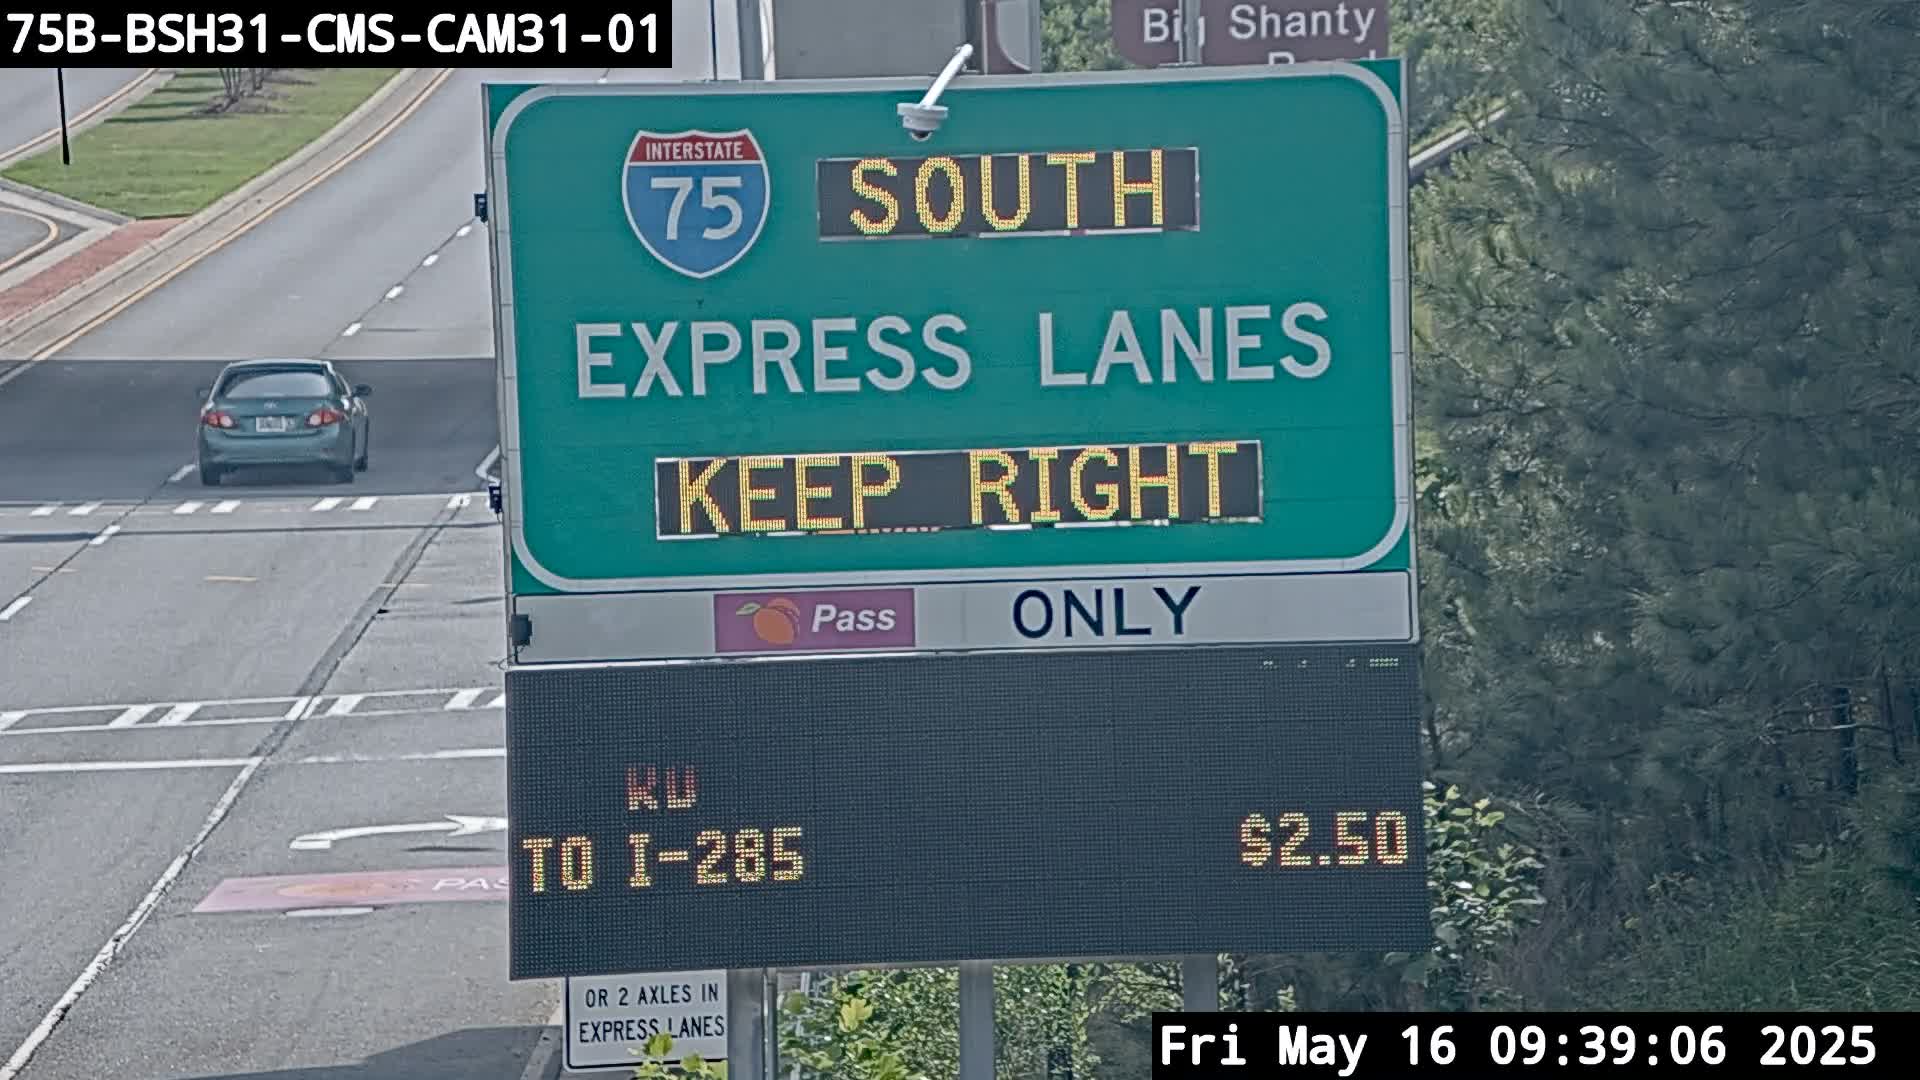 75B-BSH31-CMS-CAM31-01
Big Shanty
INTERSTATE
75
SOUTH
EXPRESS LANES
KEEP RIGHT
Pass
ONLY
TO I-285 $2.50
OR 2 AXLES IN
EXPRESS LANES
Fri May 16 09:39:06 2025